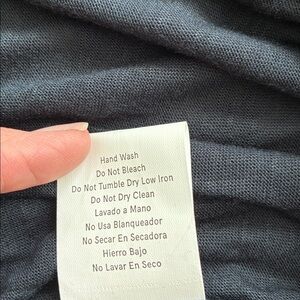 Hand Wash
Do Not Bleach
Do Not Tumble Dry Low Iron
Do Not Dry Clean
Lavado a Mano
No Usa Blanqueador
No Secar En Secadora
Hierro Bajo
No Lavar En Seco